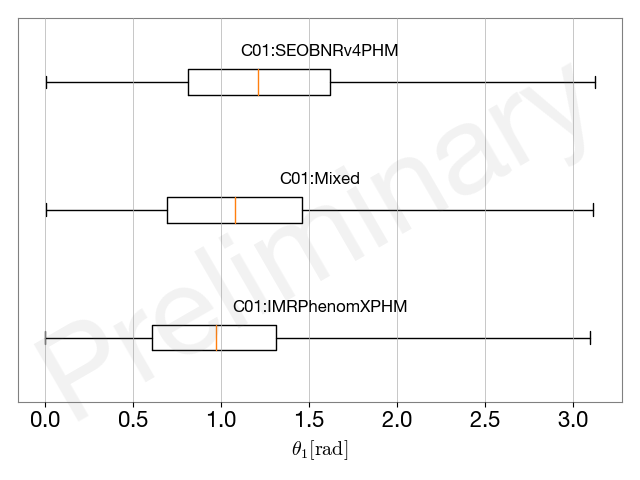 C01:SEOBNRv4PHM
C01:Mixed
C01:IMRPhenomXPHM
Preliminary
0.0 0.5 1.0 1.5 2.0 2.5 3.0
θ₁[rad]